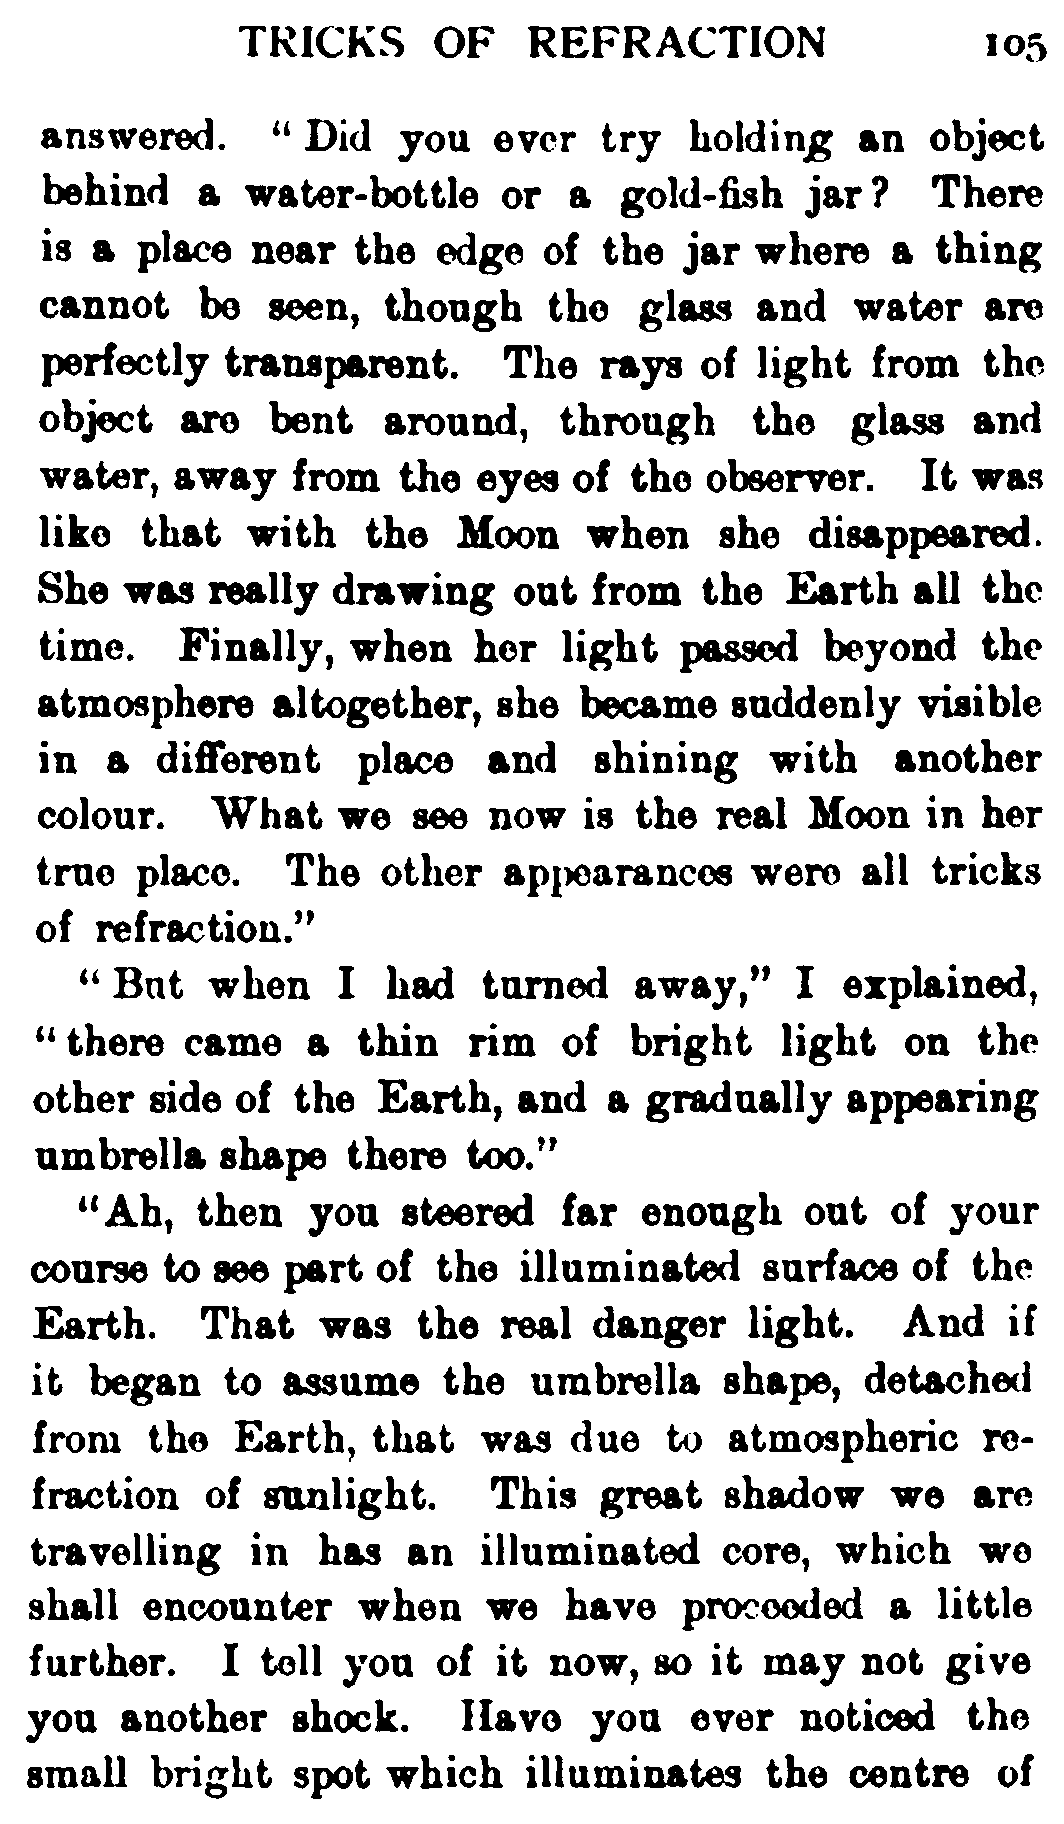 TRICKS OF REFRACTION 105
answered. “ Did you ever try holding an object
behind a water-bottle or a gold-fish jar? There
is a place near the edge of the jar where a thing
cannot be seen, though the glass and water are
perfectly transparent. The rays of light from the
object are bent around, through the glass and
water, away from the eyes of the observer. It was
like that with the Moon when she disappeared.
She was really drawing out from the Earth all the
time. Finally, when her light passed beyond the
atmosphere altogether, she became suddenly visible
in a different place and shining with another
colour. What we see now is the real Moon in her
true place. The other appearances were all tricks
of refraction.”
“ But when I had turned away,” I explained,
“ there came a thin rim of bright light on the
other side of the Earth, and a gradually appearing
umbrella shape there too.”
“Ah, then you steered far enough out of your
course to see part of the illuminated surface of the
Earth. That was the real danger light. And if
it began to assume the umbrella shape, detached
from the Earth, that was due to atmospheric re-
fraction of sunlight. This great shadow we are
travelling in has an illuminated core, which we
shall encounter when we have proceeded a little
further. I tell you of it now, so it may not give
you another shock. Have you ever noticed the
small bright spot which illuminates the centre of